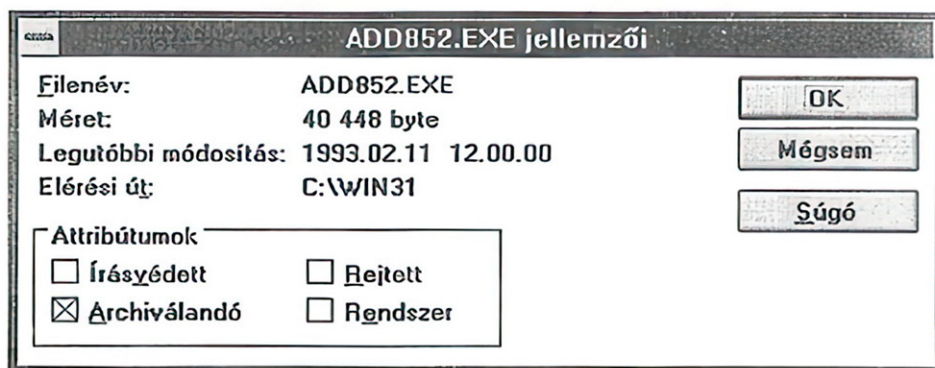 ADD852.EXE jellemzői
Filenév: ADD852.EXE
Méret: 40 448 byte
Legutóbbi módosítás: 1993.02.11 12.00.00
Elérési út: C:\WIN31
OK
Mégsem
Súgó
Attribútumok
Írásvédett
Rejtett
Archiválandó
Rendszer